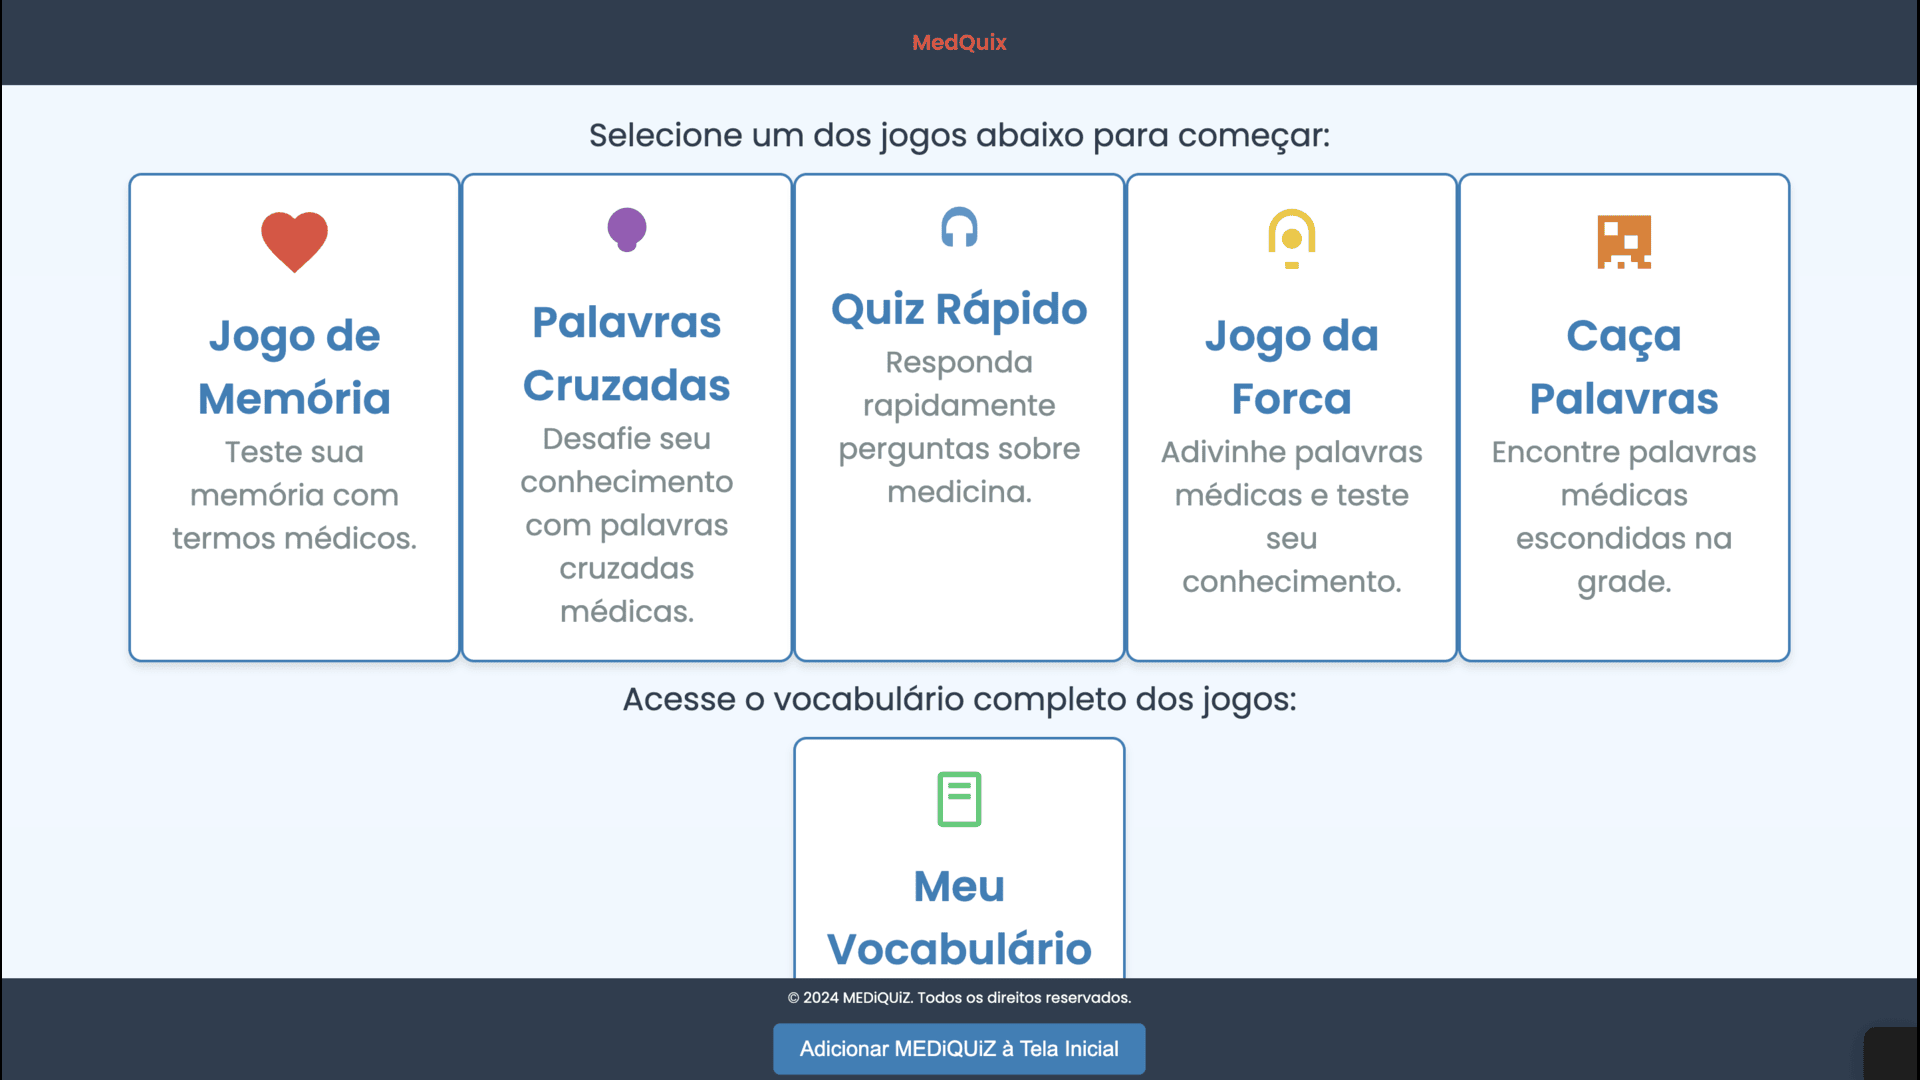 MedQuix
Selecione um dos jogos abaixo para começar:
Jogo de
Memória
Teste sua
memória com
termos médicos.
Palavras
Cruzadas
Desafie seu
conhecimento
com palavras
cruzadas
médicas.
Quiz Rápido
Responda
rapidamente
perguntas sobre
medicina.
Jogo da
Forca
Adivinhe palavras
médicas e teste
seu
conhecimento.
Caça
Palavras
Encontre palavras
médicas
escondidas na
grade.
Acesse o vocabulário completo dos jogos:
Meu
Vocabulário
© 2024 MEDiQUiZ. Todos os direitos reservados.
Adicionar MEDiQUiZ à Tela Inicial